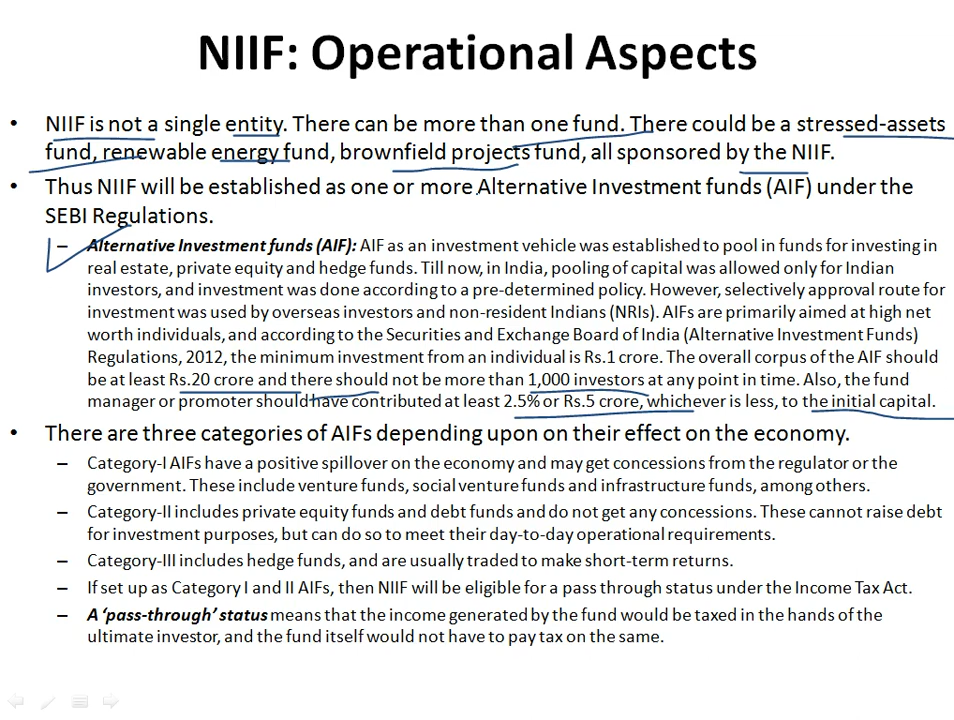 NIIF: Operational Aspects
• NIIF is not a single entity. There can be more than one fund. There could be a stressed-assets
fund, renewable energy fund, brownfield projects fund, all sponsored by the NIIF.
• Thus NIIF will be established as one or more Alternative Investment funds (AIF) under the
SEBI Regulations.
– Alternative Investment funds (AIF): AIF as an investment vehicle was established to pool in funds for investing in
real estate, private equity and hedge funds. Till now, in India, pooling of capital was allowed only for Indian
investors, and investment was done according to a pre-determined policy. However, selectively approval route for
investment was used by overseas investors and non-resident Indians (NRIs). AIFs are primarily aimed at high net
worth individuals, and according to the Securities and Exchange Board of India (Alternative Investment Funds)
Regulations, 2012, the minimum investment from an individual is Rs.1 crore. The overall corpus of the AIF should
be at least Rs.20 crore and there should not be more than 1,000 investors at any point in time. Also, the fund
manager or promoter should have contributed at least 2.5% or Rs.5 crore, whichever is less, to the initial capital.
• There are three categories of AIFs depending upon on their effect on the economy.
– Category-I AIFs have a positive spillover on the economy and may get concessions from the regulator or the
government. These include venture funds, social venture funds and infrastructure funds, among others.
– Category-II includes private equity funds and debt funds and do not get any concessions. These cannot raise debt
for investment purposes, but can do so to meet their day-to-day operational requirements.
– Category-III includes hedge funds, and are usually traded to make short-term returns.
– If set up as Category I and II AIFs, then NIIF will be eligible for a pass through status under the Income Tax Act.
– A ‘pass-through’ status means that the income generated by the fund would be taxed in the hands of the
ultimate investor, and the fund itself would not have to pay tax on the same.